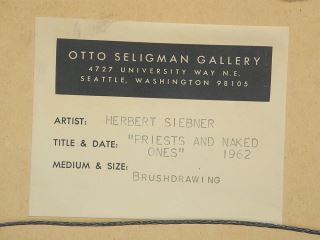 OTTO SELIGMAN GALLERY
4727 UNIVERSITY WAY N.E.
SEATTLE, WASHINGTON 98105
ARTIST: HERBERT SIEBNER
TITLE & DATE: "PRIESTS AND NAKED
ONES" 1962
MEDIUM & SIZE:
BRUSHDRAWING